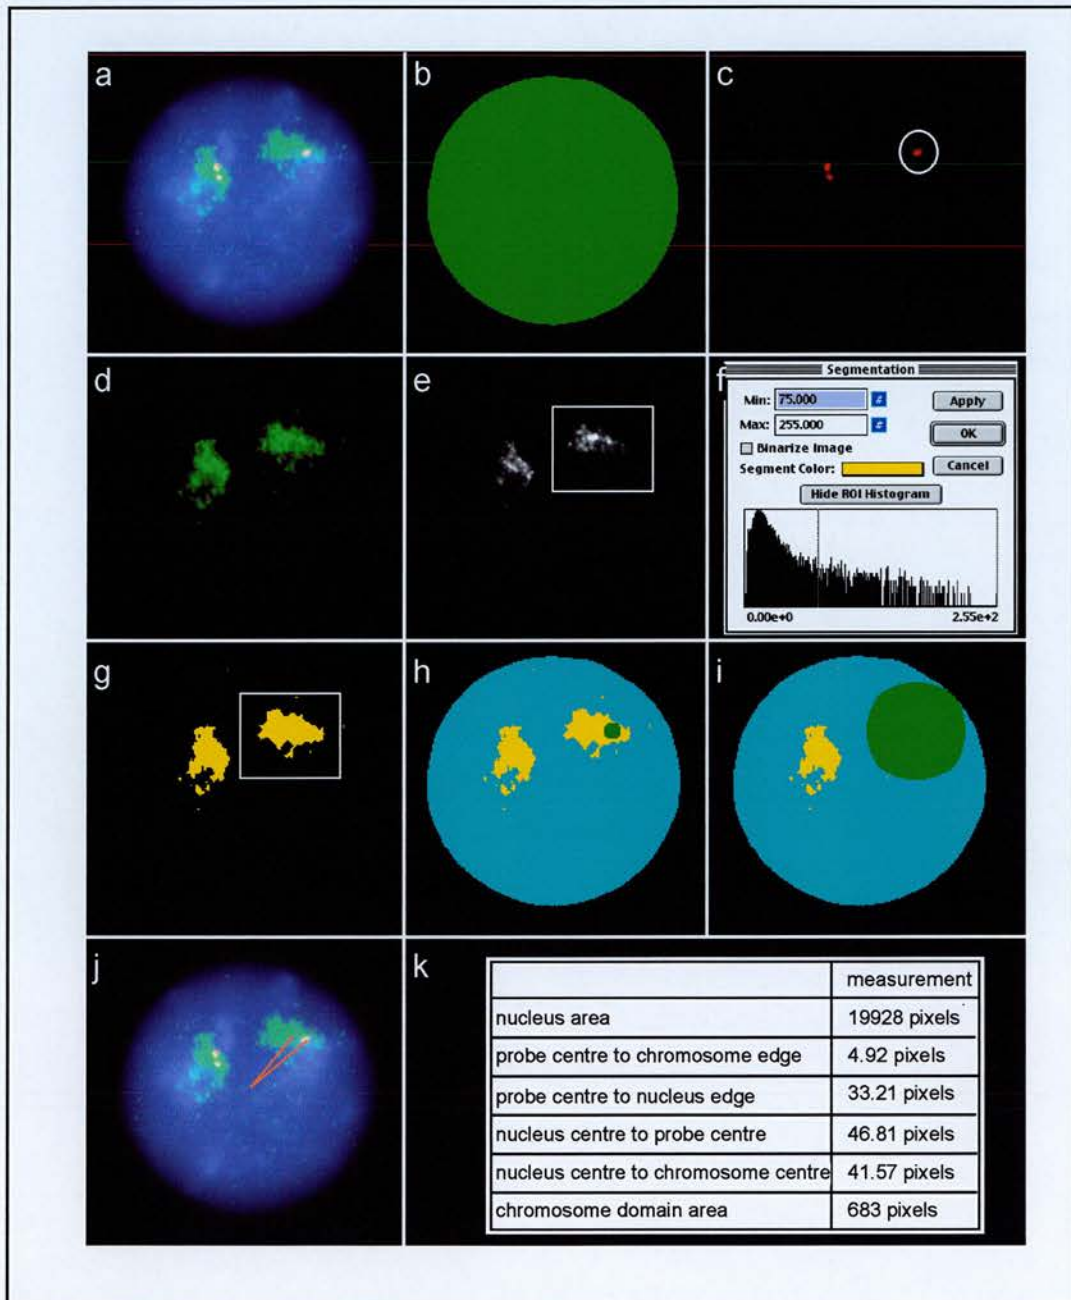 a
b
c
d
e
f
Segmentation
Min: 75.000 #
Apply
Max: 255.000 #
OK
Binarize Image
Segment Color:
Cancel
Hide ROI Histogram
0.00e+0 2.55e+2
g
h
i
j
k
measurement
nucleus area 19928 pixels
probe centre to chromosome edge 4.92 pixels
probe centre to nucleus edge 33.21 pixels
nucleus centre to probe centre 46.81 pixels
nucleus centre to chromosome centre 41.57 pixels
chromosome domain area 683 pixels